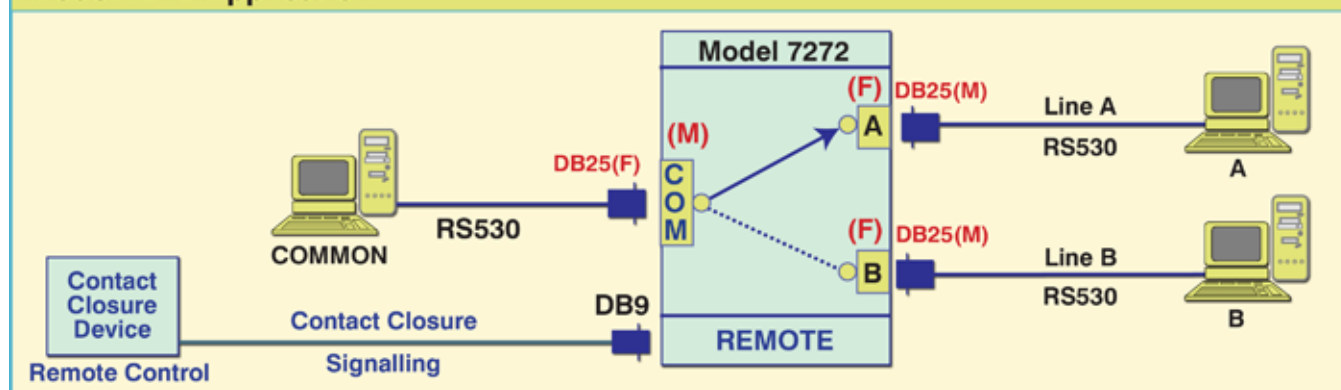 Model 7272
(F)
DB25(M)
Line A
A
RS530
A
(M)
DB25(F)
COM
RS530
COMMON
(F)
DB25(M)
Line B
B
RS530
B
Contact
Closure
Device
Remote Control
Contact Closure
Signalling
DB9
REMOTE